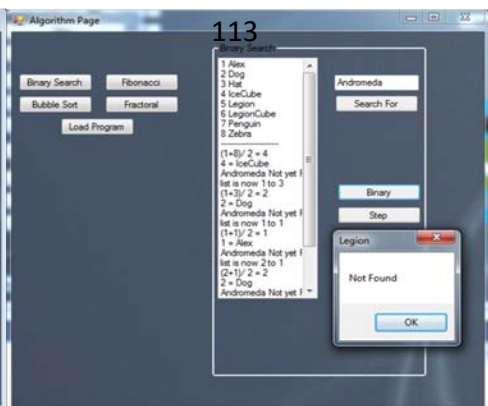 Algorithm Page
113
Binary Search
Fibonacci
Bubble Sort
Fractoral
Load Program
Binary Search
1 Alex
2 Dog
3 Hat
4 IceCube
5 Legion
6 LegionCube
7 Penguin
8 Zebra
--------------------
(1+8)/ 2 = 4
4 = IceCube
Andromeda Not yet
list is now 1 to 3
(1+3)/ 2 = 2
2 = Dog
Andromeda Not yet
list is now 1 to 1
(1+1)/ 2 = 1
1 = Alex
Andromeda Not yet
list is now 2 to 1
(2+1)/ 2 = 2
2 = Dog
Andromeda Not yet
Andromeda
Search For
Binary
Step
Legion
Not Found
OK